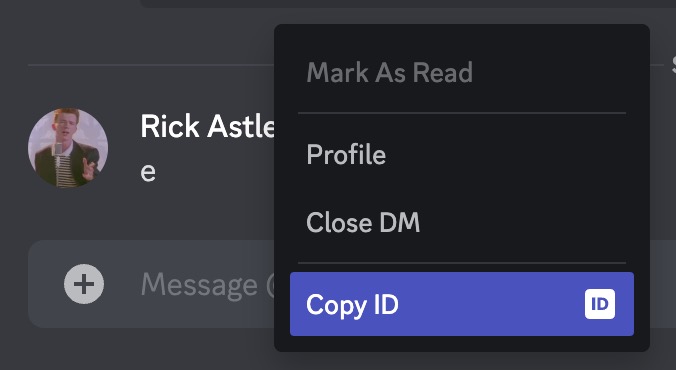 Mark As Read
Rick Astle
e
Profile
Close DM
Message
Copy ID
ID